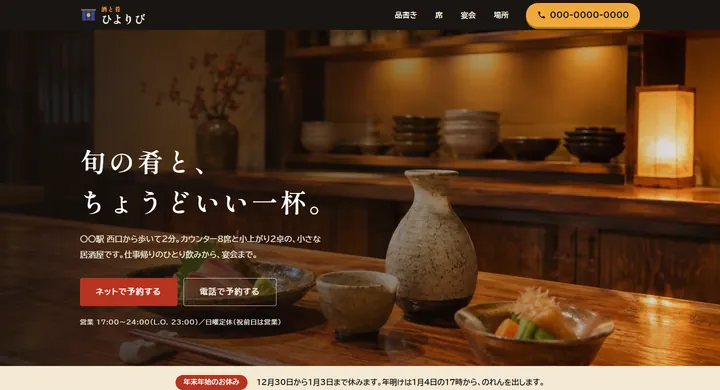 酒と肴
ひよりび
品書き 席 宴会 場所
000-0000-0000
旬の肴と、
ちょうどいい一杯。
〇〇駅 西口から歩いて2分。カウンター8席と小上がり2卓の、小さな
居酒屋です。仕事帰りのひとり飲みから、宴会まで。
ネットで予約する 電話で予約する
営業 17:00〜24:00(L.O. 23:00)／日曜定休(祝前日は営業)
年末年始のお休み 12月30日から1月3日まで休みます。年明けは1月4日の17時から、のれんを出します。